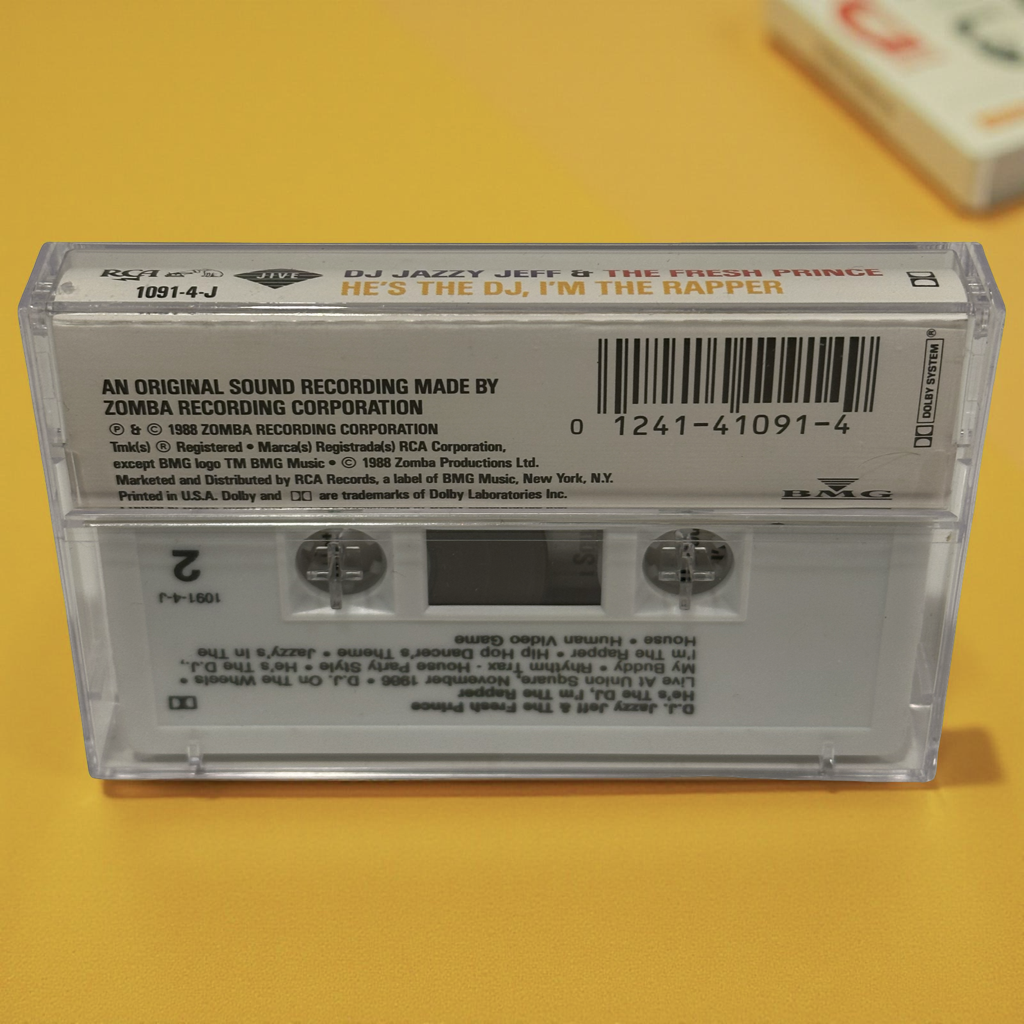 RCA JIVE DJ JAZZY JEFF & THE FRESH PRINCE
1091-4-J HE'S THE DJ, I'M THE RAPPER
AN ORIGINAL SOUND RECORDING MADE BY
ZOMBA RECORDING CORPORATION
℗ & © 1988 ZOMBA RECORDING CORPORATION
Tmk(s) ® Registered • Marca(s) Registrada(s) RCA Corporation,
except BMG logo TM BMG Music • © 1988 Zomba Productions Ltd.
Marketed and Distributed by RCA Records, a label of BMG Music, New York, N.Y.
Printed in U.S.A. Dolby and are trademarks of Dolby Laboratories Inc.
0 1241-41091-4
DOLBY SYSTEM®
BMG
D.J. Jazzy Jeff & The Fresh Prince
He's The DJ, I'm The Rapper
Live At Union Square, November 1986 • D.J. On The Wheels •
My Buddy • Rhythm Trax - House Party Style • He's The D.J.,
I'm The Rapper • Hip Hop Dancer's Theme • Jazzy's In The
House • Human Video Game
1091-4-J
2